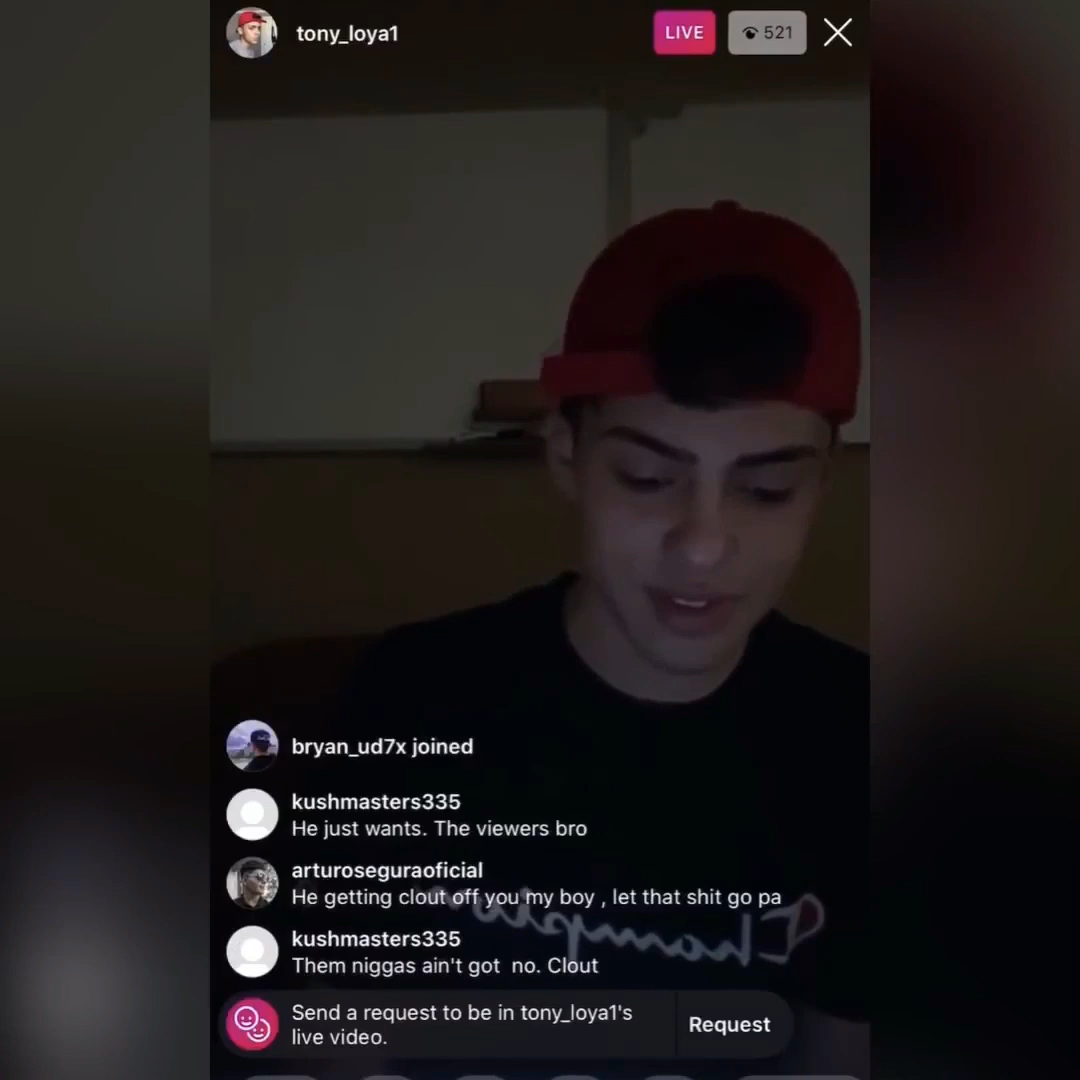 tony_loya1
LIVE
521
bryan_ud7x joined
kushmasters335
He just wants. The viewers bro
arturoseguraoficial
He getting clout off you my boy , let that shit go pa
Champion
kushmasters335
Them niggas ain't got no. Clout
Send a request to be in tony_loya1's
live video.
Request